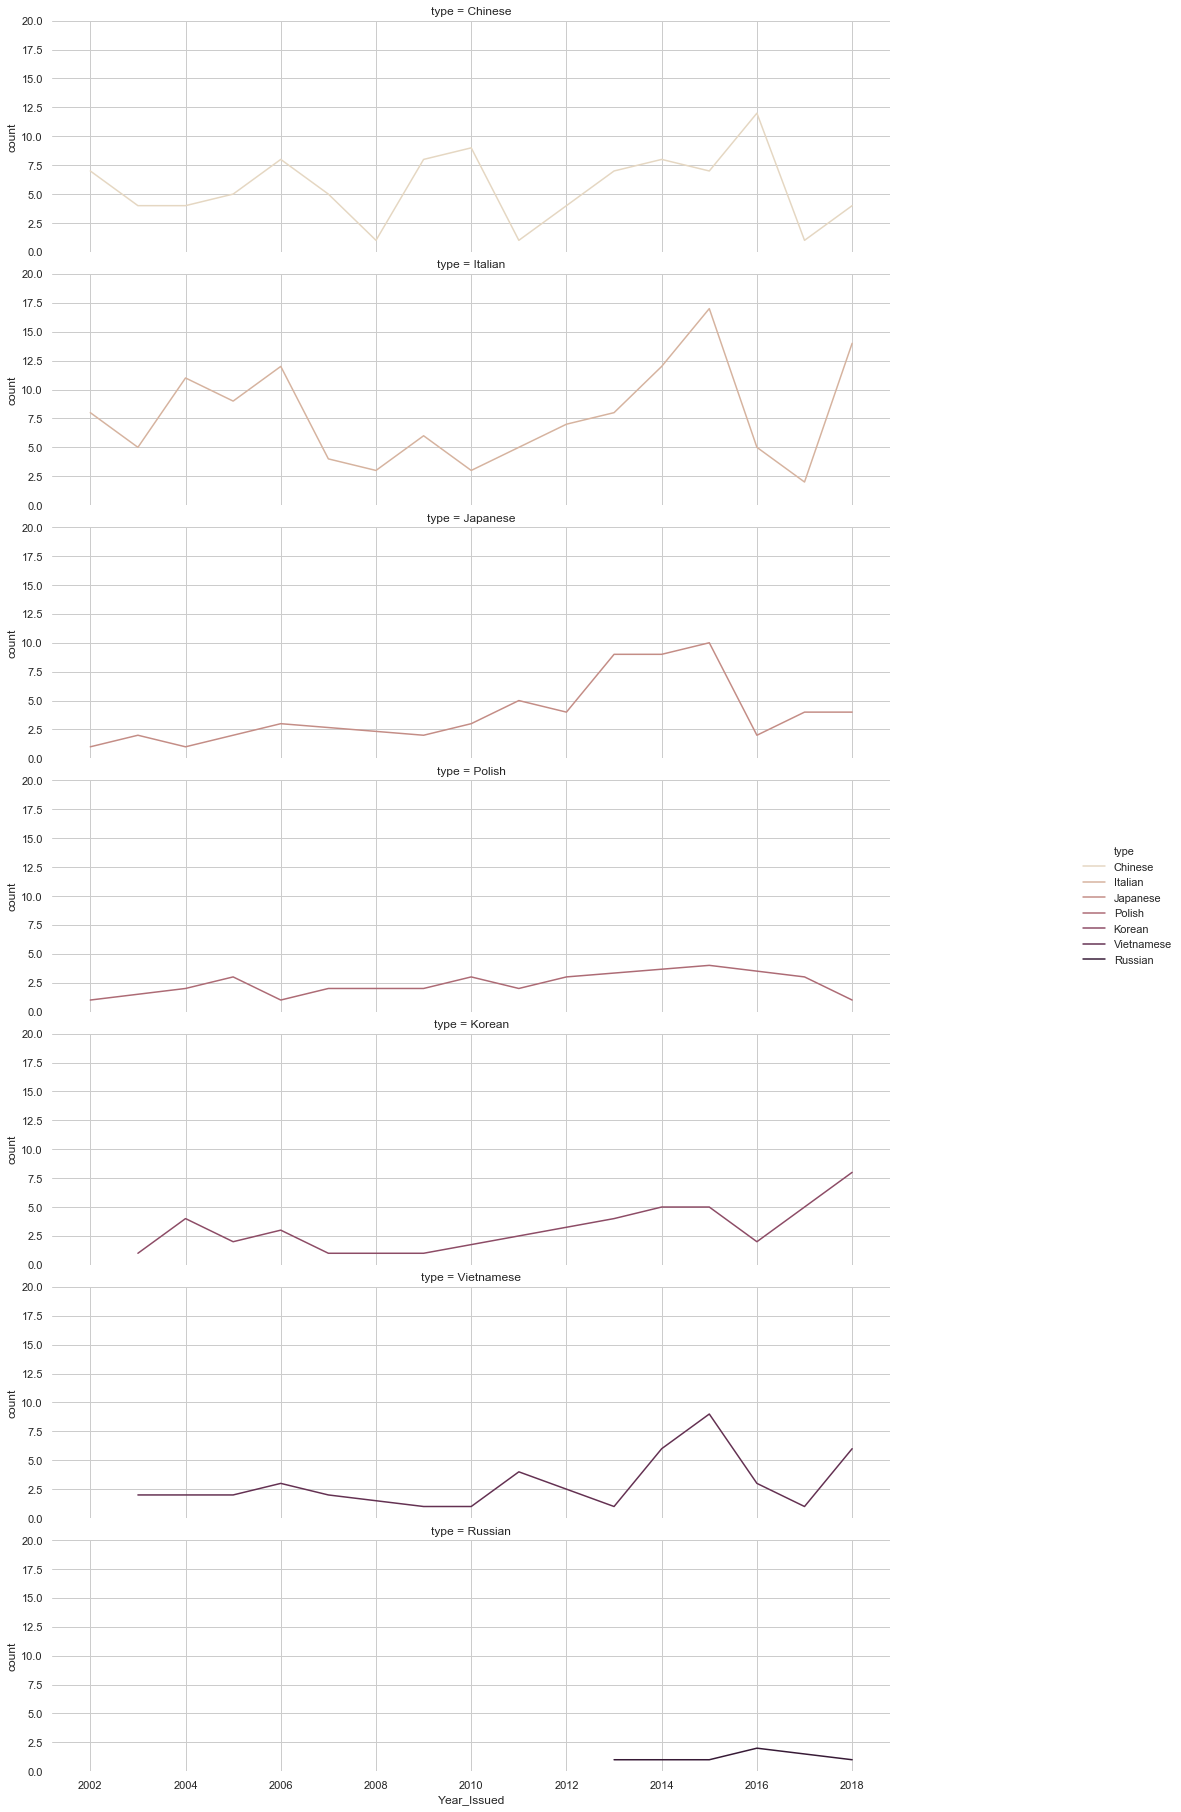 type = Chinese
20.0
17.5
15.0
12.5
10.0
7.5
5.0
2.5
0.0
count
type = Italian
20.0
17.5
15.0
12.5
10.0
7.5
5.0
2.5
0.0
count
type = Japanese
20.0
17.5
15.0
12.5
10.0
7.5
5.0
2.5
0.0
count
type = Polish
20.0
17.5
15.0
12.5
10.0
7.5
5.0
2.5
0.0
count
type = Korean
20.0
17.5
15.0
12.5
10.0
7.5
5.0
2.5
0.0
count
type = Vietnamese
20.0
17.5
15.0
12.5
10.0
7.5
5.0
2.5
0.0
count
type = Russian
20.0
17.5
15.0
12.5
10.0
7.5
5.0
2.5
0.0
count
2002 2004 2006 2008 2010 2012 2014 2016 2018
Year_Issued
type
Chinese
Italian
Japanese
Polish
Korean
Vietnamese
Russian